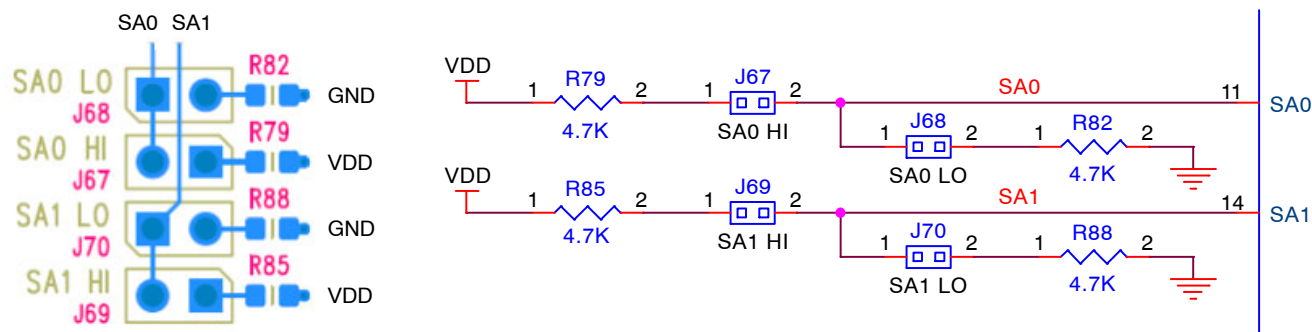 SA0 SA1
SA0 LO
J68
R82
GND
SA0 HI
J67
R79
VDD
SA1 LO
J70
R88
GND
SA1 HI
J69
R85
VDD
VDD
1 R79 2
4.7K
1 J67 2
SA0 HI
SA0
11 SA0
1 J68 2
SA0 LO
1 R82 2
4.7K
VDD
1 R85 2
4.7K
1 J69 2
SA1 HI
SA1
14 SA1
1 J70 2
SA1 LO
1 R88 2
4.7K